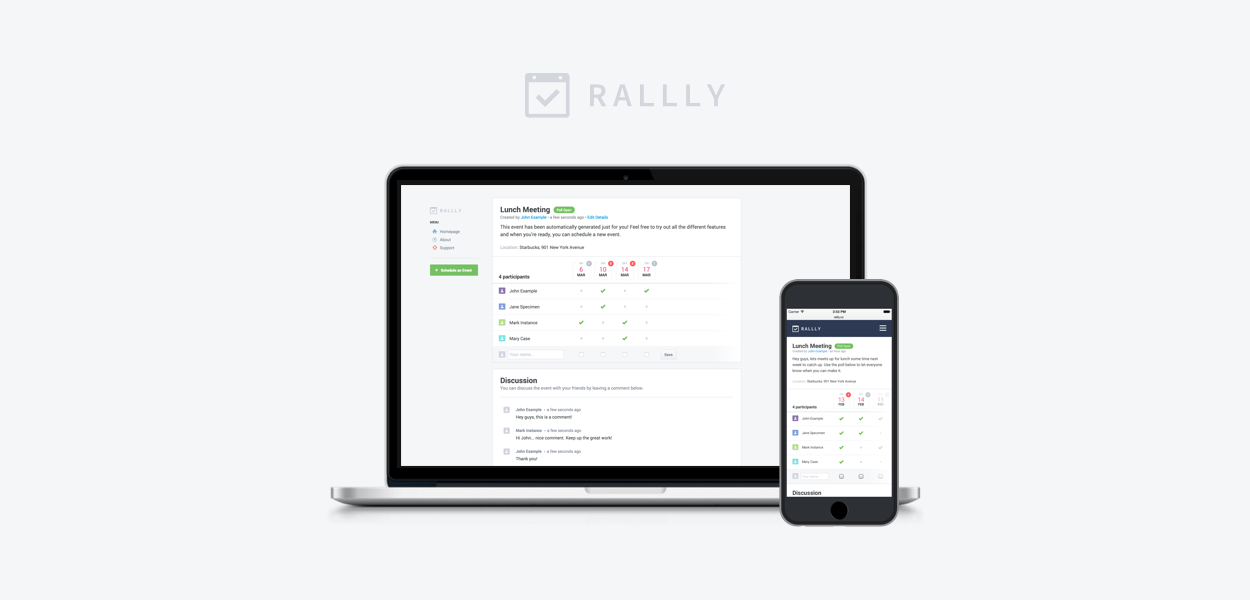 RALLLY
RALLLY
MENU
Homepage
About
Support
Schedule an Event
Lunch Meeting Poll Open
Created by John Example • a few seconds ago • Edit Details
This event has been automatically generated just for you! Feel free to try out all the different features
and when you're ready, you can schedule a new event.
Location: Starbucks, 901 New York Avenue
4 participants
6 10 14 17
MAR MAR MAR MAR
John Example
Jane Specimen
Mark Instance
Mary Case
Your name...
Save
Discussion
You can discuss the event with your friends by leaving a comment below.
John Example • a few seconds ago
Hey guys, this is a comment!
Mark Instance • a few seconds ago
Hi John... nice comment. Keep up the great work!
John Example • a few seconds ago
Thank you!
Carrier
3:53 PM
RALLLY
Lunch Meeting Poll Open
Created by John Example • an hour ago
Hey guys, lets meets up for lunch some time next
week to catch up. Use the poll below to let everyone
know when you can make it.
Location: Starbucks, 901 New York Avenue
4 participants
13 14 15
FEB FEB FEB
John Example
Jane Specimen
Mark Instance
Mary Case
Your name...
Discussion